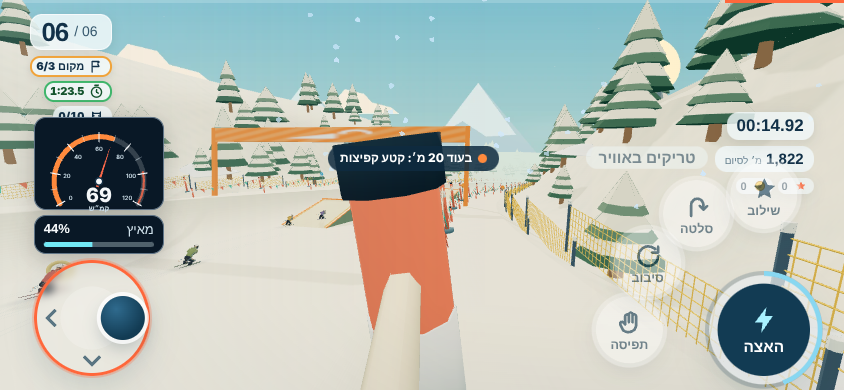 06 / 06
מקום 6/3
1:23.5
0/10
0
20
40
60
80
100
120
69
קמ״ש
מאיץ
44%
בעוד 20 מ׳: קטע קפיצות
00:14.92
1,822 מ׳ לסיום
טריקים באוויר
0
0
שילוב
סלטה
סיבוב
תפיסה
האצה